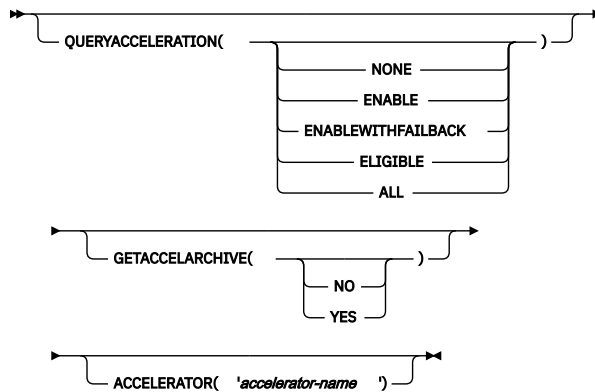 QUERYACCELERATION( )
NONE
ENABLE
ENABLEWITHFAILBACK
ELIGIBLE
ALL
GETACCELARCHIVE( )
NO
YES
ACCELERATOR( 'accelerator-name ')